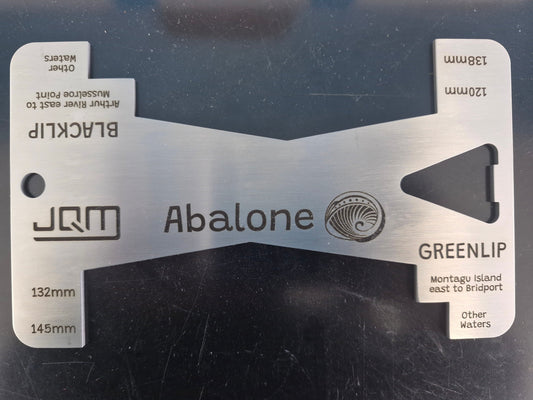 Other
Waters
Arthur River east to
Musselroe Point
BLACKLIP
138mm
120mm
JQM
Abalone
GREENLIP
Montagu Island
east to Bridport
Other
Waters
132mm
145mm